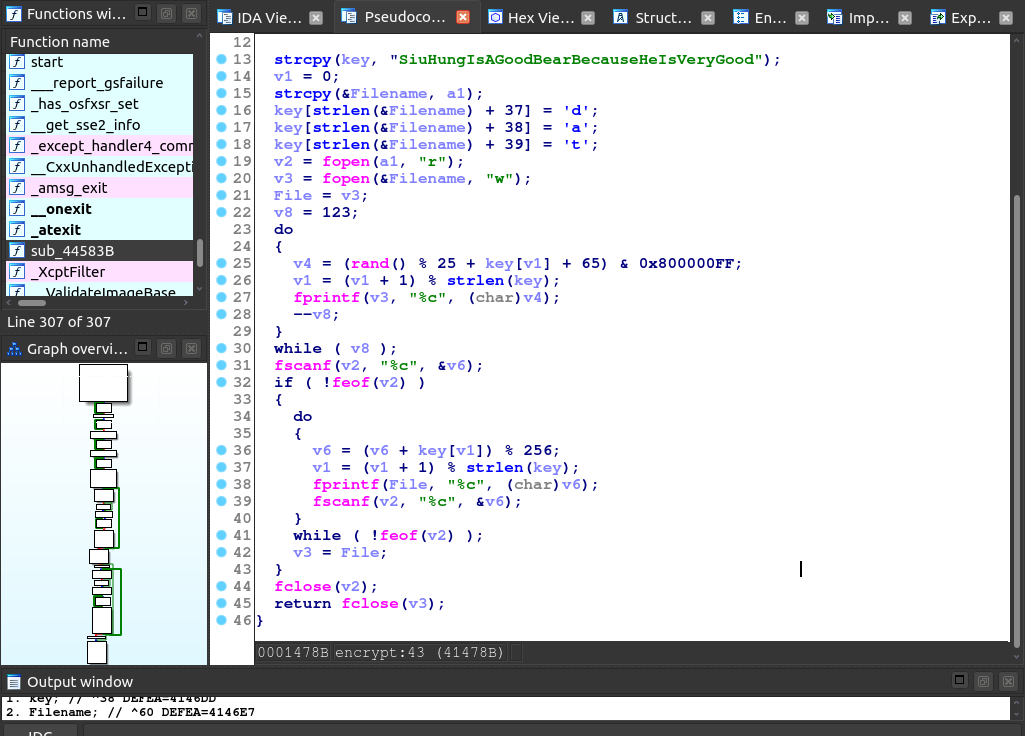 Functions wi...
IDA Vie...
Pseudoco...
Hex Vie...
Struct...
En...
Imp...
Exp...
Function name
start
___report_gsfailure
_has_osfxsr_set
__get_sse2_info
_except_handler4_comr
__CxxUnhandledExcepti
_amsg_exit
__onexit
_atexit
sub_44583B
_XcptFilter
__ValidateImageBase
Line 307 of 307
Graph overvi...
12
13 strcpy(key, "SiuHungIsAGoodBearBecauseHeIsVeryGood");
14 v1 = 0;
15 strcpy(&Filename, a1);
16 key[strlen(&Filename) + 37] = 'd';
17 key[strlen(&Filename) + 38] = 'a';
18 key[strlen(&Filename) + 39] = 't';
19 v2 = fopen(a1, "r");
20 v3 = fopen(&Filename, "w");
21 File = v3;
22 v8 = 123;
23 do
24 {
25 v4 = (rand() % 25 + key[v1] + 65) & 0x800000FF;
26 v1 = (v1 + 1) % strlen(key);
27 fprintf(v3, "%c", (char)v4);
28 --v8;
29 }
30 while ( v8 );
31 fscanf(v2, "%c", &v6);
32 if ( !feof(v2) )
33 {
34 do
35 {
36 v6 = (v6 + key[v1]) % 256;
37 v1 = (v1 + 1) % strlen(key);
38 fprintf(File, "%c", (char)v6);
39 fscanf(v2, "%c", &v6);
40 }
41 while ( !feof(v2) );
42 v3 = File;
43 }
44 fclose(v2);
45 return fclose(v3);
46 }
0001478B encrypt:43 (41478B)
Output window
1. key; // ^38 DEFEA=4146DD
2. Filename; // ^60 DEFEA=4146E7
IDC